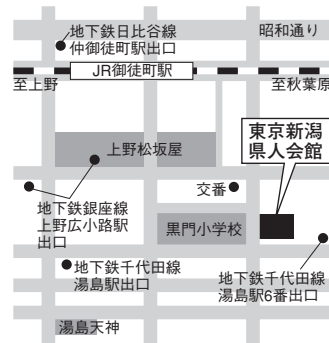 地下鉄日比谷線
仲御徒町駅出口
昭和通り
JR御徒町駅
至上野
至秋葉原
東京新潟
県人会館
上野松坂屋
交番
地下鉄銀座線
上野広小路駅
出口
黒門小学校
地下鉄千代田線
湯島駅出口
地下鉄千代田線
湯島駅6番出口
湯島天神